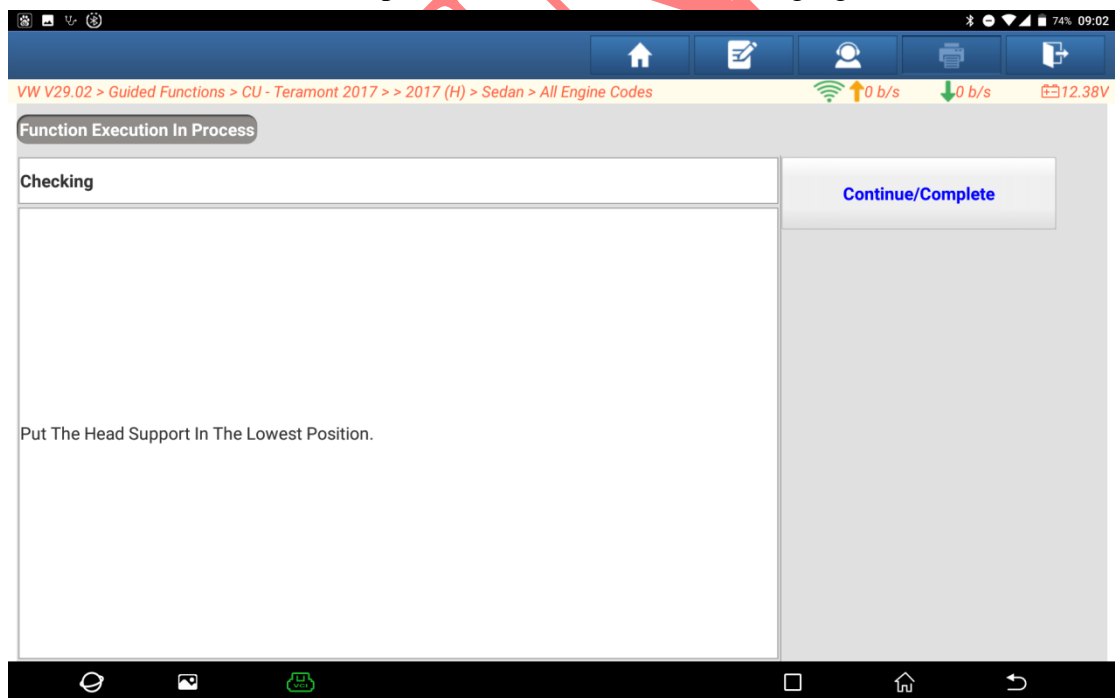 74% 09:02
VW V29.02 > Guided Functions > CU - Teramont 2017 > > 2017 (H) > Sedan > All Engine Codes 0 b/s 0 b/s 12.38V
Function Execution In Process
Checking
Continue/Complete
Put The Head Support In The Lowest Position.
VCI